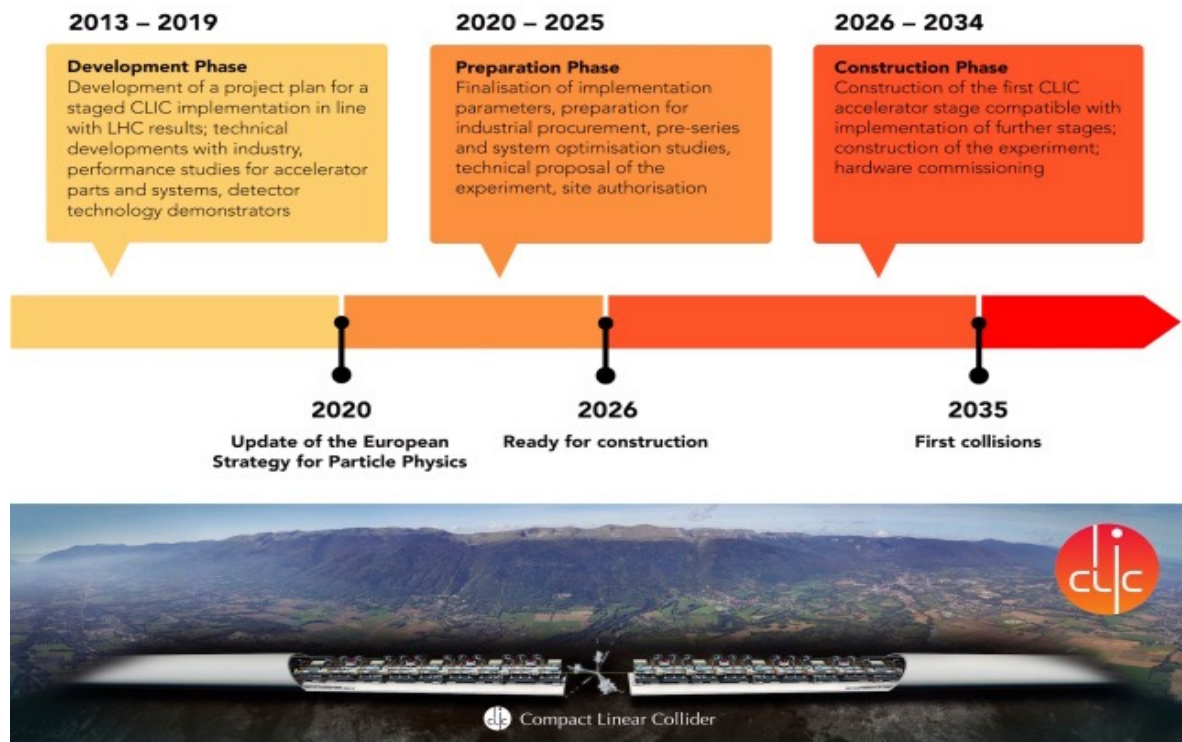 2013 – 2019
Development Phase
Development of a project plan for a
staged CLIC implementation in line
with LHC results; technical
developments with industry,
performance studies for accelerator
parts and systems, detector
technology demonstrators
2020 – 2025
Preparation Phase
Finalisation of implementation
parameters, preparation for
industrial procurement, pre-series
and system optimisation studies,
technical proposal of the
experiment, site authorisation
2026 – 2034
Construction Phase
Construction of the first CLIC
accelerator stage compatible with
implementation of further stages;
construction of the experiment;
hardware commissioning
2020
Update of the European
Strategy for Particle Physics
2026
Ready for construction
2035
First collisions
clic
clic Compact Linear Collider